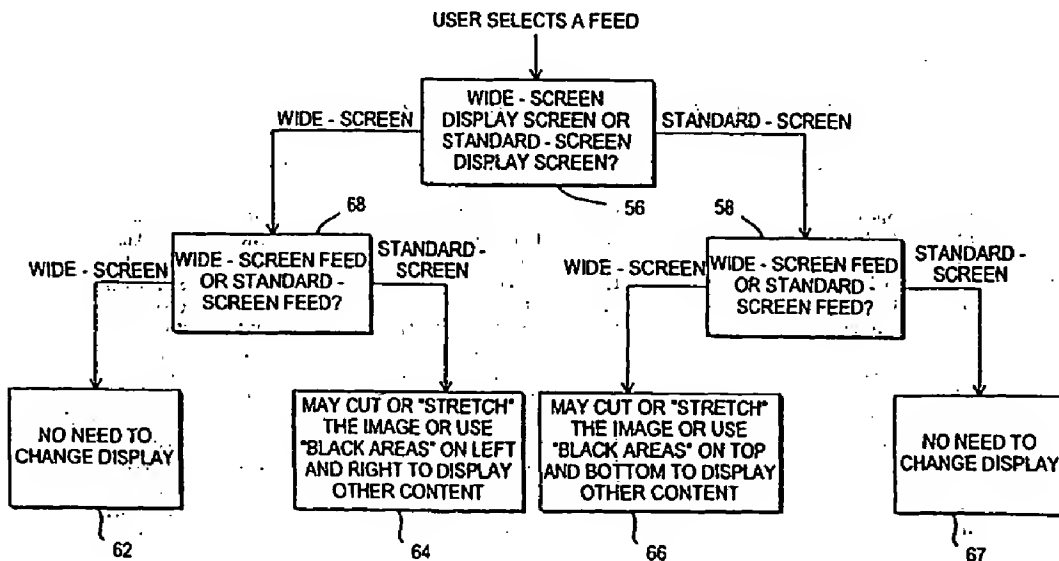 USER SELECTS A FEED
WIDE - SCREEN
DISPLAY SCREEN OR
STANDARD - SCREEN
DISPLAY SCREEN?
WIDE - SCREEN
STANDARD - SCREEN
56
68
58
WIDE - SCREEN FEED
OR STANDARD -
SCREEN FEED?
WIDE - SCREEN
STANDARD -
SCREEN
WIDE - SCREEN FEED
OR STANDARD -
SCREEN FEED?
WIDE - SCREEN
STANDARD -
SCREEN
NO NEED TO
CHANGE DISPLAY
MAY CUT OR "STRETCH"
THE IMAGE OR USE
"BLACK AREAS" ON LEFT
AND RIGHT TO DISPLAY
OTHER CONTENT
MAY CUT OR "STRETCH"
THE IMAGE OR USE
"BLACK AREAS" ON TOP
AND BOTTOM TO DISPLAY
OTHER CONTENT
NO NEED TO
CHANGE DISPLAY
62
64
66
67